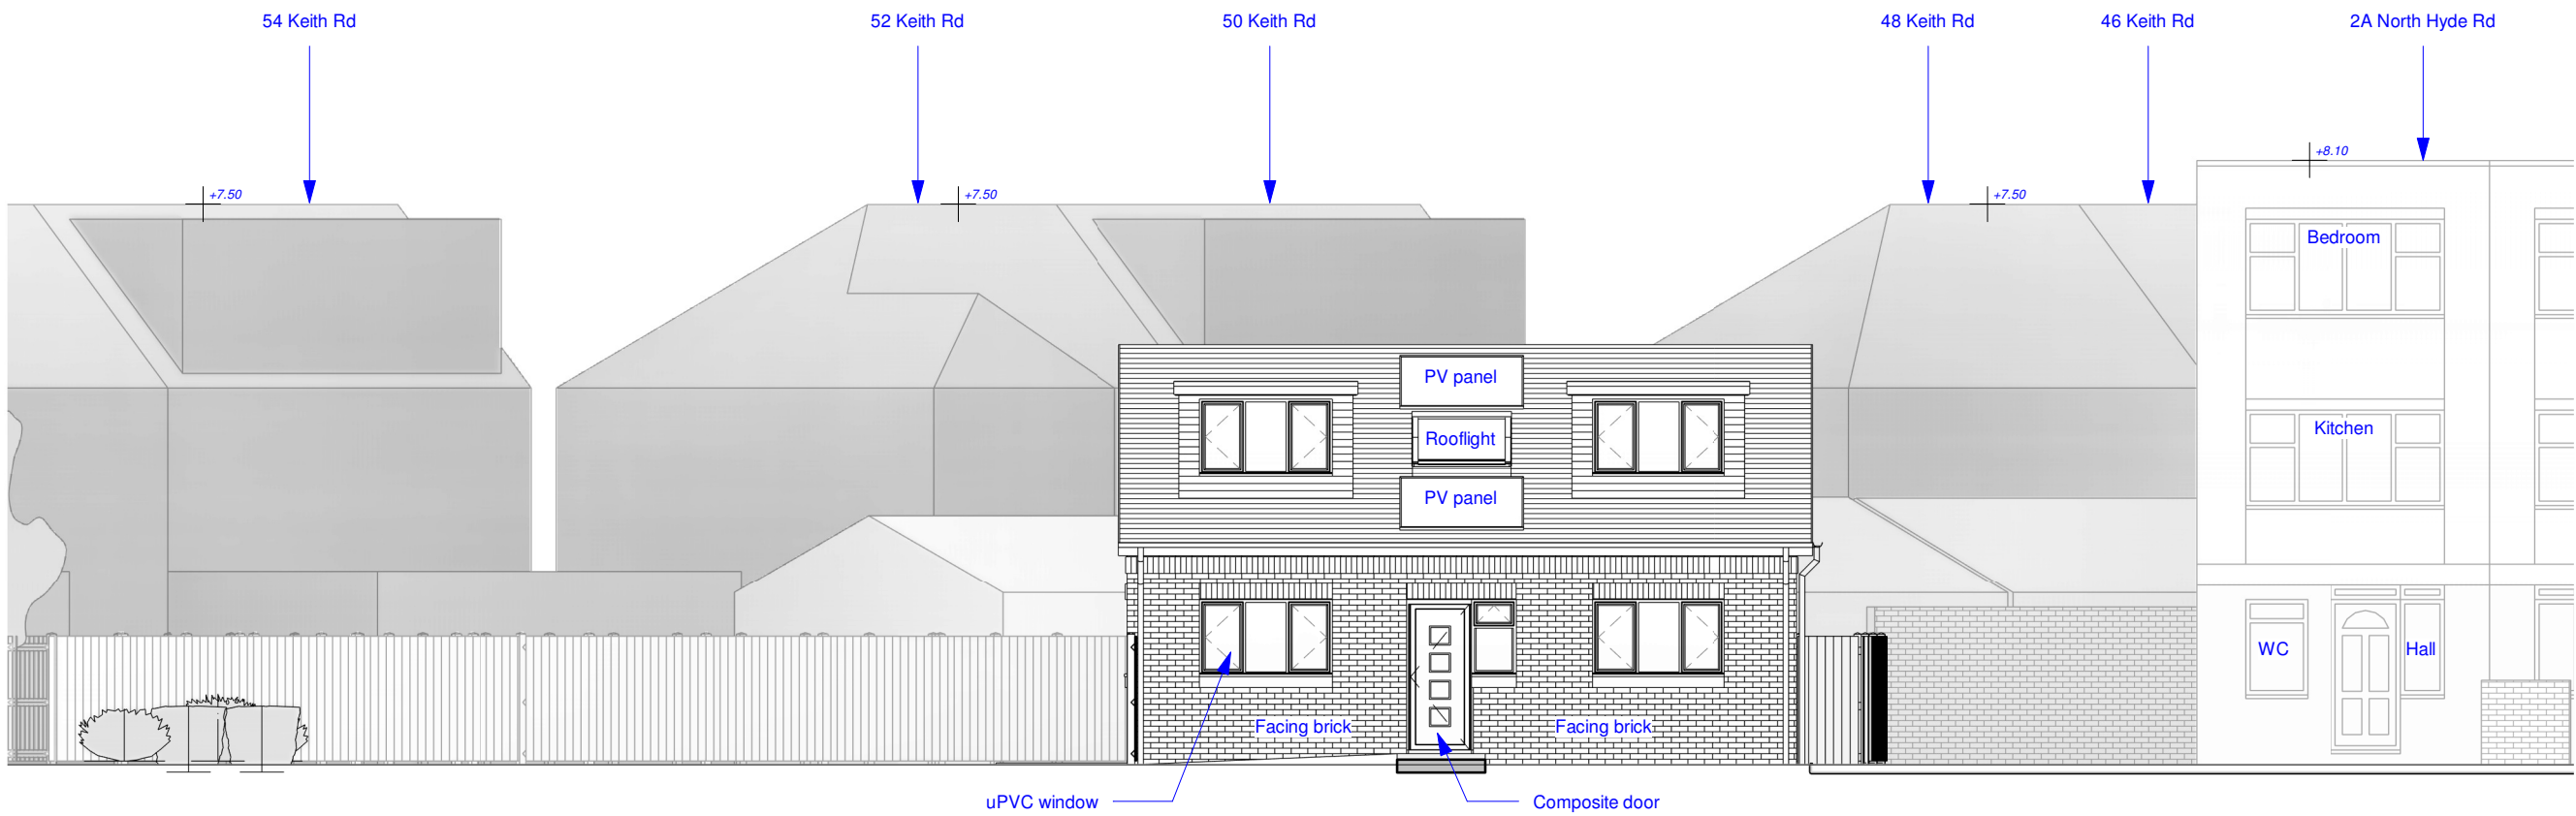 54 Keith Rd
52 Keith Rd
50 Keith Rd
48 Keith Rd
46 Keith Rd
2A North Hyde Rd
+8.10
+7.50
+7.50
+7.50
Bedroom
PV panel
Kitchen
Rooflight
PV panel
WC
Hall
Facing brick
Facing brick
uPVC window
Composite door